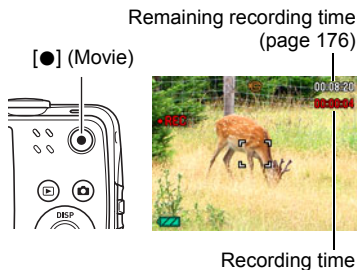 Remaining recording time
(page 176)
[●] (Movie)
00:08:20
00:00:04
●REC
DISP
Recording time